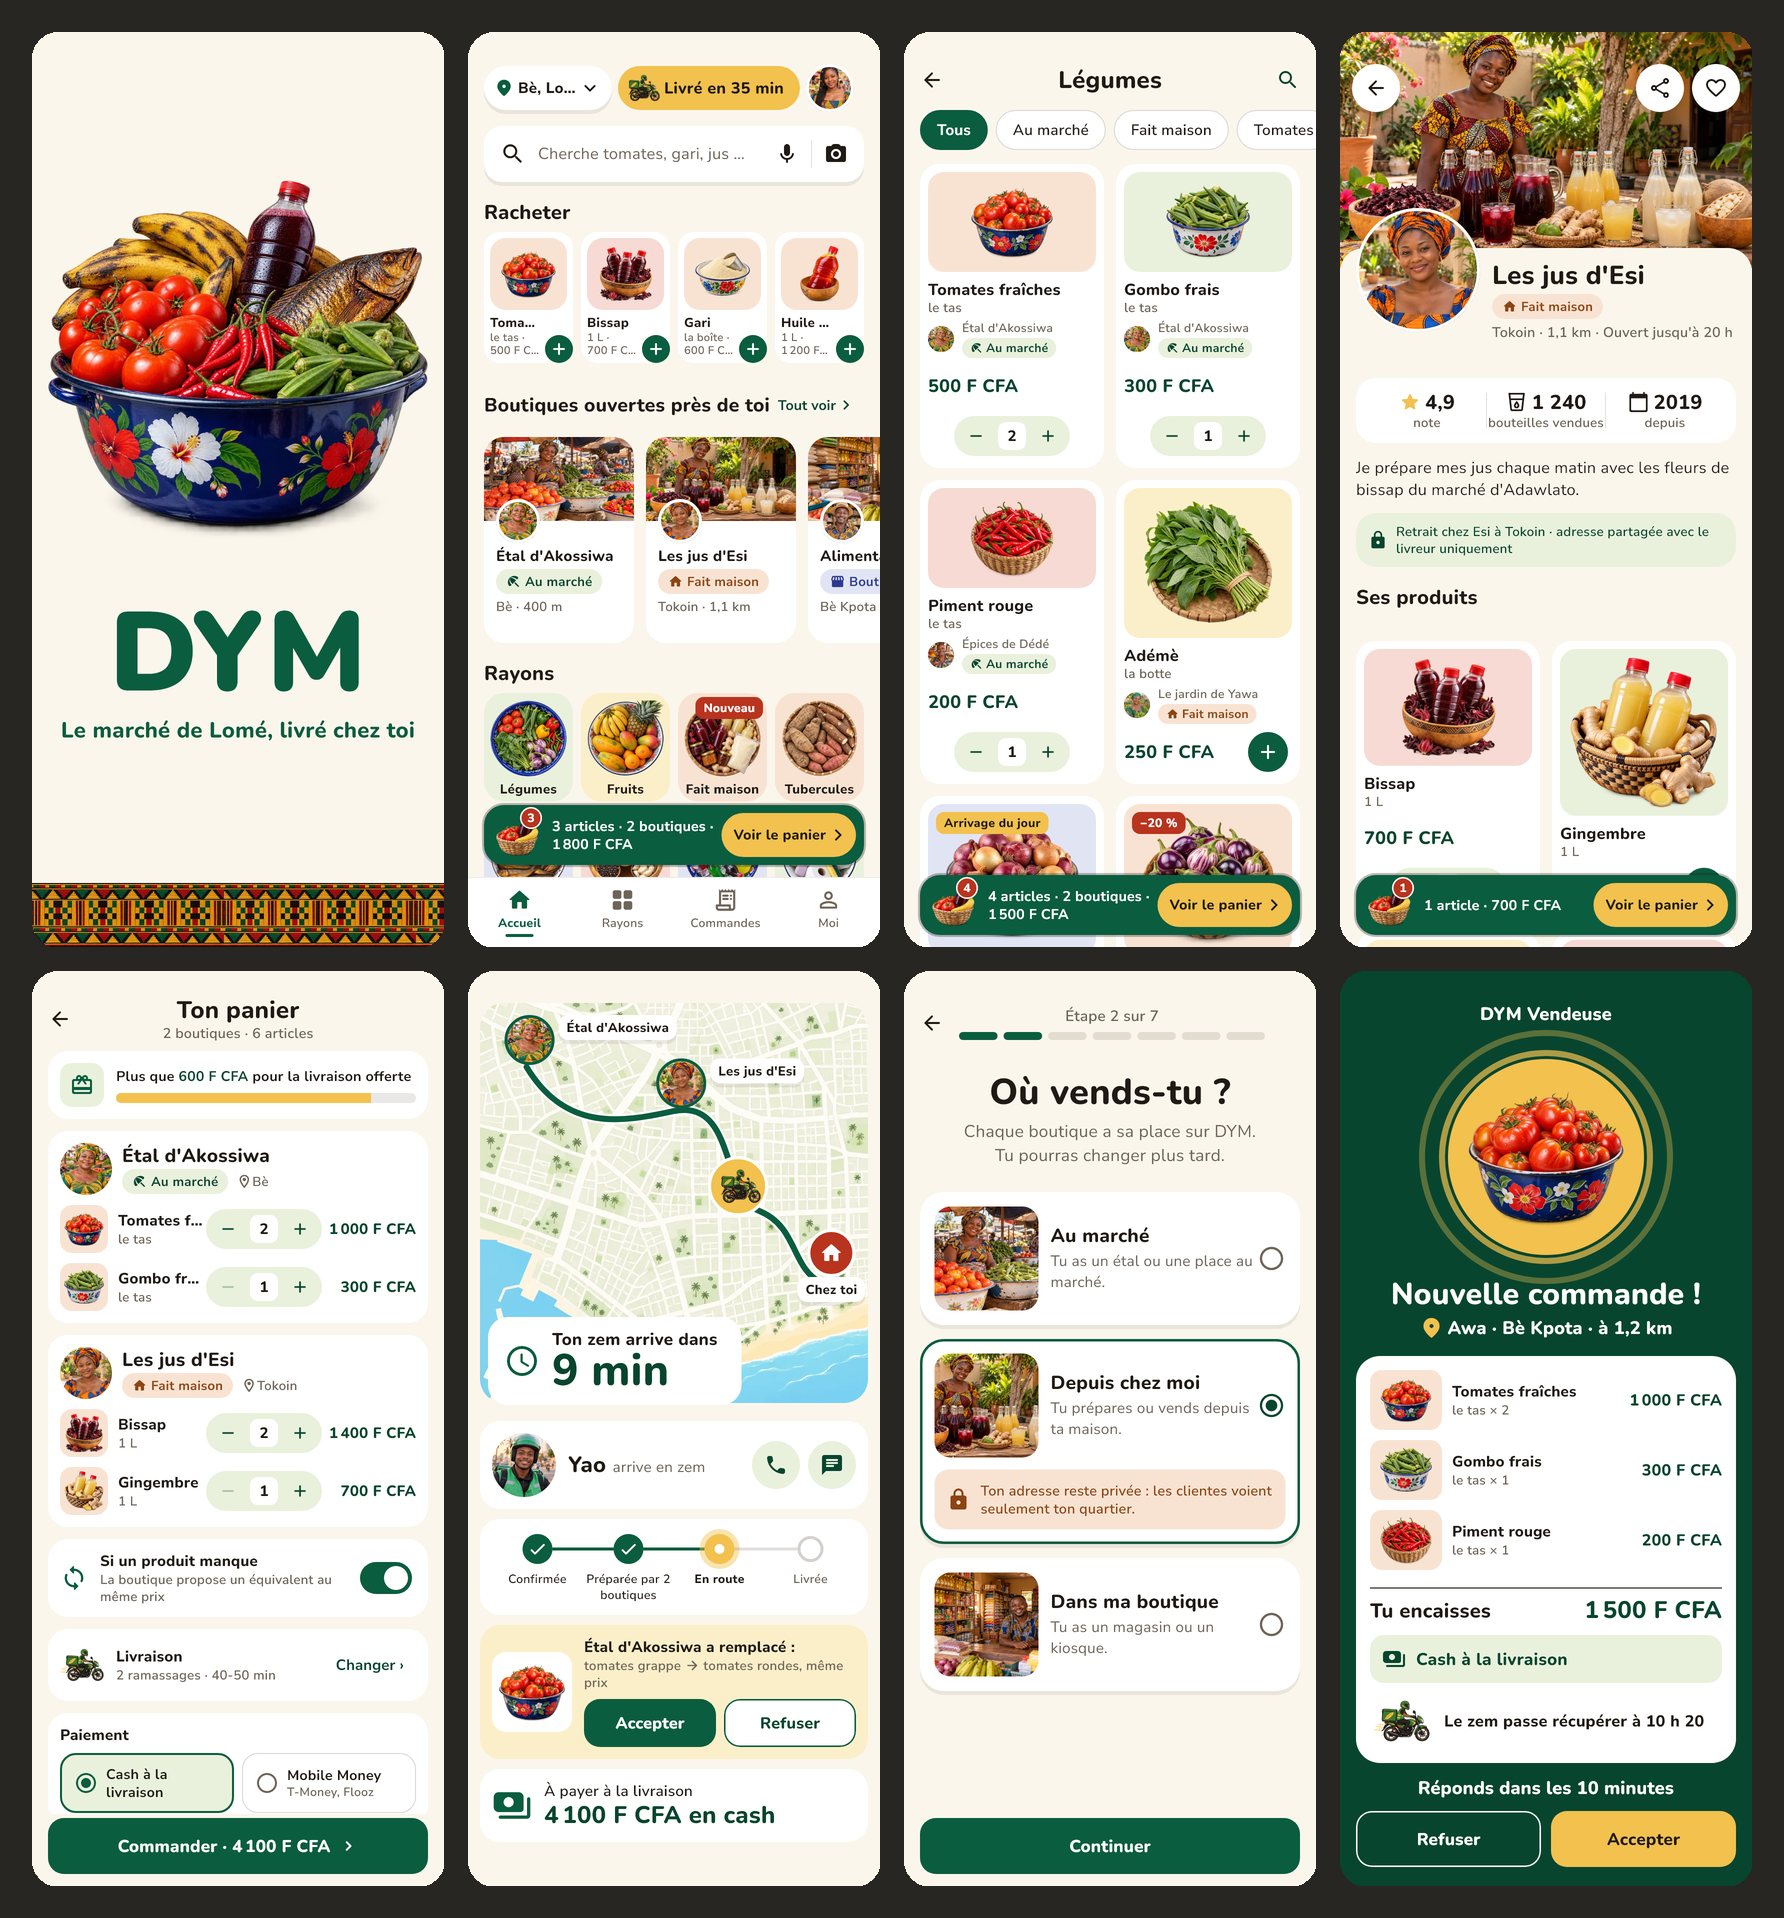 DYM
Le marché de Lomé, livré chez toi
Bè, Lo...
Livré en 35 min
Cherche tomates, gari, jus ...
Racheter
Toma...
le tas ·
500 F C...
Bissap
1 L ·
700 F C...
Gari
la boîte ·
600 F C...
Huile ...
1 L ·
1 200 F...
Boutiques ouvertes près de toi
Tout voir
Étal d'Akossiwa
Au marché
Bè · 400 m
Les jus d'Esi
Fait maison
Tokoin · 1,1 km
Aliment
Bout
Bè Kpota
Rayons
Nouveau
Légumes
Fruits
Fait maison
Tubercules
3
3 articles · 2 boutiques ·
1 800 F CFA
Voir le panier
Accueil
Rayons
Commandes
Moi
Légumes
Tous
Au marché
Fait maison
Tomates
Tomates fraîches
le tas
Étal d'Akossiwa
Au marché
500 F CFA
2
Gombo frais
le tas
Étal d'Akossiwa
Au marché
300 F CFA
1
Piment rouge
le tas
Épices de Dédé
Au marché
200 F CFA
1
Adémè
la botte
Le jardin de Yawa
Fait maison
250 F CFA
Arrivage du jour
−20 %
4
4 articles · 2 boutiques ·
1 500 F CFA
Voir le panier
Les jus d'Esi
Fait maison
Tokoin · 1,1 km · Ouvert jusqu'à 20 h
4,9
note
1 240
bouteilles vendues
2019
depuis
Je prépare mes jus chaque matin avec les fleurs de
bissap du marché d'Adawlato.
Retrait chez Esi à Tokoin · adresse partagée avec le
livreur uniquement
Ses produits
Bissap
1 L
700 F CFA
Gingembre
1 L
1
1 article · 700 F CFA
Voir le panier
Ton panier
2 boutiques · 6 articles
Plus que 600 F CFA pour la livraison offerte
Étal d'Akossiwa
Au marché
Bè
Tomates f...
le tas
2
1 000 F CFA
Gombo fr...
le tas
1
300 F CFA
Les jus d'Esi
Fait maison
Tokoin
Bissap
1 L
2
1 400 F CFA
Gingembre
1 L
1
700 F CFA
Si un produit manque
La boutique propose un équivalent au
même prix
Livraison
2 ramassages · 40-50 min
Changer ›
Paiement
Cash à la
livraison
Mobile Money
T-Money, Flooz
Commander · 4 100 F CFA
Étal d'Akossiwa
Les jus d'Esi
Chez toi
Ton zem arrive dans
9 min
Yao arrive en zem
Confirmée
Préparée par 2
boutiques
En route
Livrée
Étal d'Akossiwa a remplacé :
tomates grappe → tomates rondes, même
prix
Accepter
Refuser
À payer à la livraison
4 100 F CFA en cash
Étape 2 sur 7
Où vends-tu ?
Chaque boutique a sa place sur DYM.
Tu pourras changer plus tard.
Au marché
Tu as un étal ou une place au
marché.
Depuis chez moi
Tu prépares ou vends depuis
ta maison.
Ton adresse reste privée : les clientes voient
seulement ton quartier.
Dans ma boutique
Tu as un magasin ou un
kiosque.
Continuer
DYM Vendeuse
Nouvelle commande !
Awa · Bè Kpota · à 1,2 km
Tomates fraîches
le tas × 2
1 000 F CFA
Gombo frais
le tas × 1
300 F CFA
Piment rouge
le tas × 1
200 F CFA
Tu encaisses
1 500 F CFA
Cash à la livraison
Le zem passe récupérer à 10 h 20
Réponds dans les 10 minutes
Refuser
Accepter